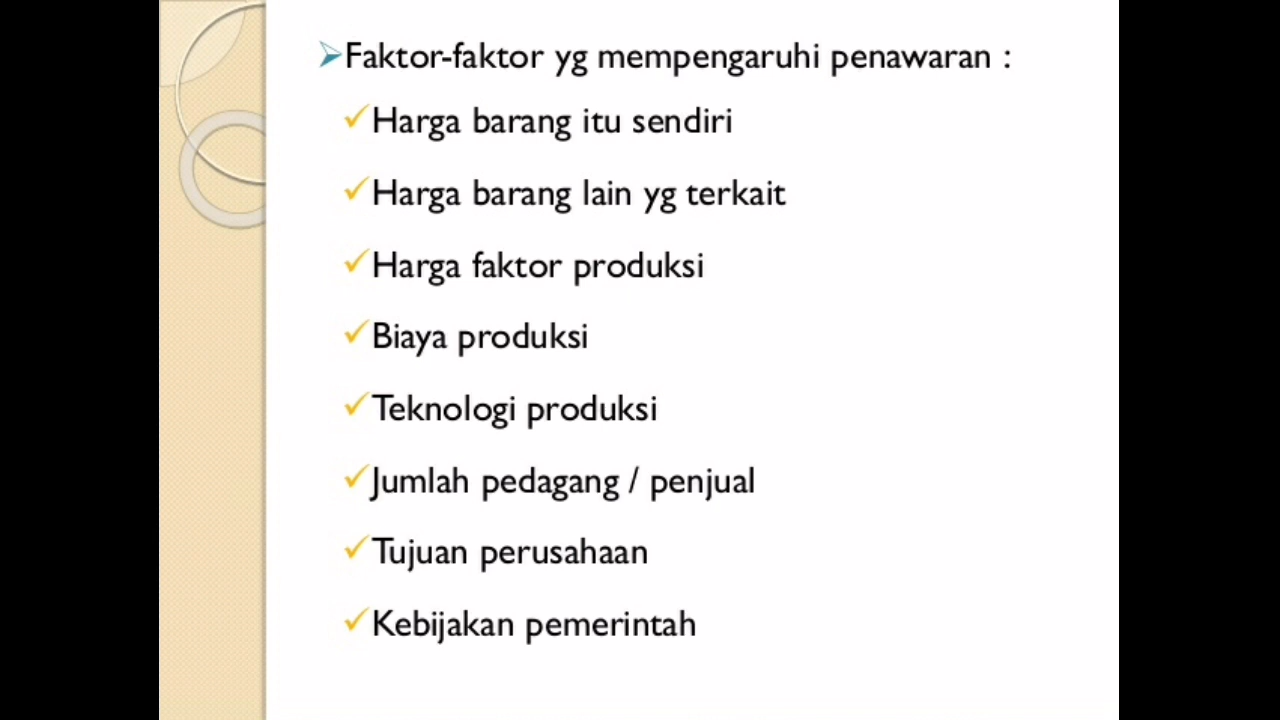 Faktor-faktor yg mempengaruhi penawaran :
Harga barang itu sendiri
Harga barang lain yg terkait
Harga faktor produksi
Biaya produksi
Teknologi produksi
Jumlah pedagang / penjual
Tujuan perusahaan
Kebijakan pemerintah